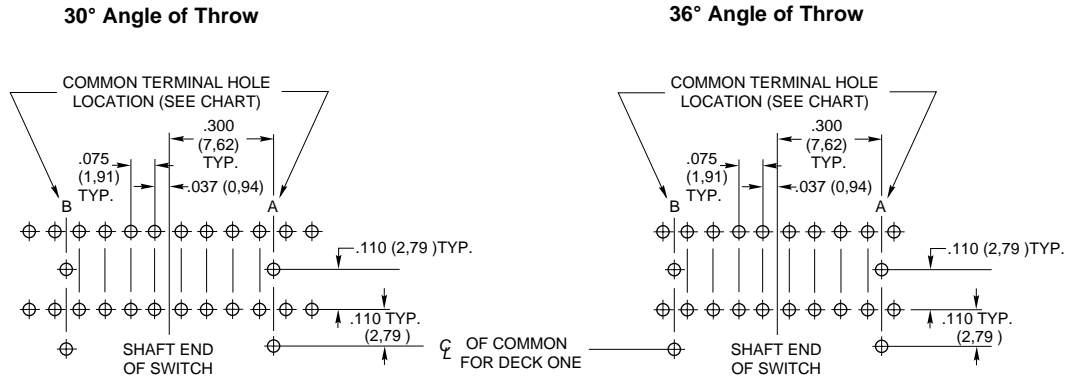 30° Angle of Throw
COMMON TERMINAL HOLE
LOCATION (SEE CHART)
.300
(7,62)
TYP.
.075
(1,91)
TYP.
.037 (0,94)
B
A
.110 (2,79 )TYP.
.110 TYP.
(2,79 )
SHAFT END
OF SWITCH
℄ OF COMMON
FOR DECK ONE
36° Angle of Throw
COMMON TERMINAL HOLE
LOCATION (SEE CHART)
.300
(7,62)
TYP.
.075
(1,91)
TYP.
.037 (0,94)
B
A
.110 (2,79 )TYP.
.110 TYP.
(2,79 )
SHAFT END
OF SWITCH